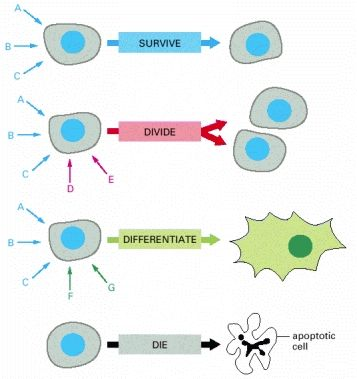 A
B
C
SURVIVE
A
B
C
D
E
DIVIDE
A
B
C
F
G
DIFFERENTIATE
DIE
apoptotic
cell